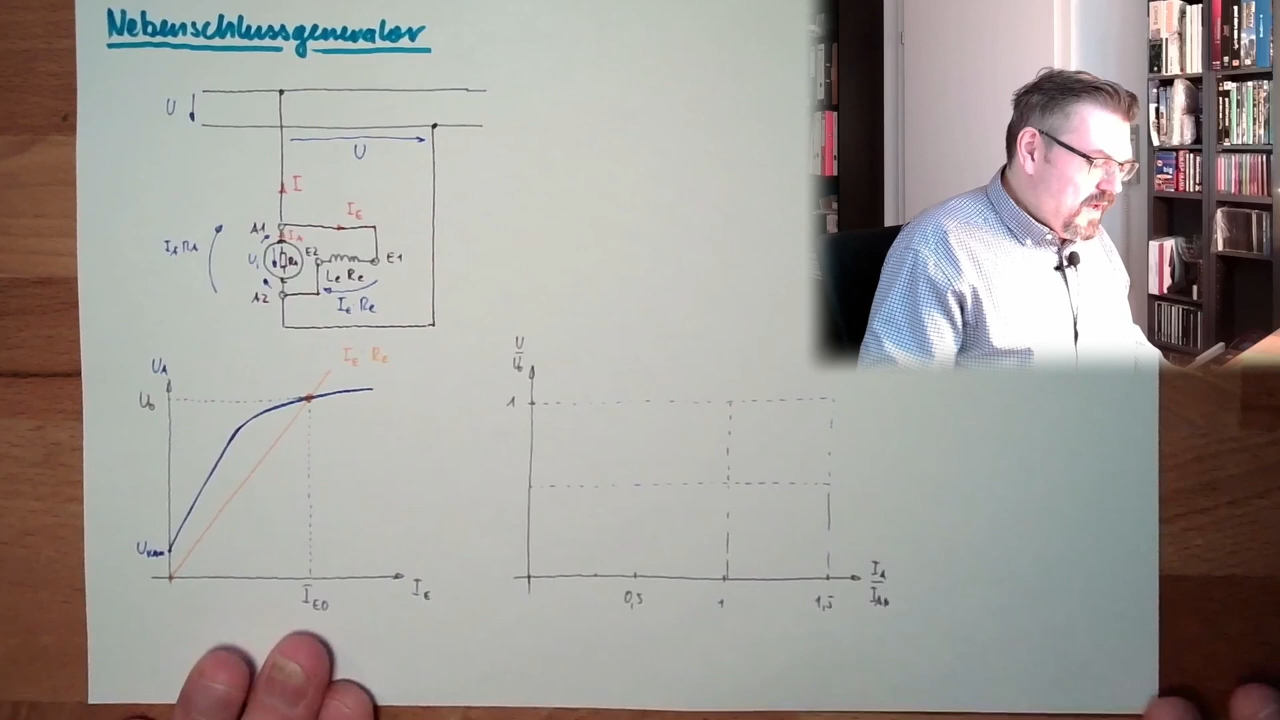 Nebenschlussgenerator
U
U
I
I_E
A1
I_A
I_A R_A
U_i
R_A
E2
E1
L_E R_E
A2
I_E R_E
I_E R_E
U_A
U_0
U_Rem
I_E0
I_E
U
U_0
1
0,5
1
1,5
I_A